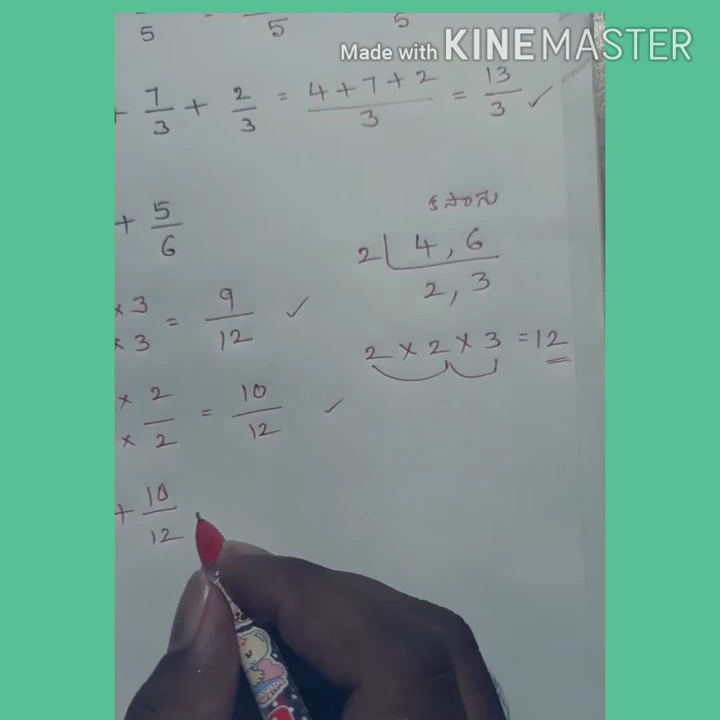 Made with KINEMASTER
5 5 5
+ 7/3 + 2/3 = 4+7+2/3 = 13/3 ✓
+ 5/6
క సా గు
2 | 4, 6
2, 3
2 × 2 × 3 = 12
× 3 / × 3 = 9/12 ✓
× 2 / × 2 = 10/12 ✓
+ 10/12